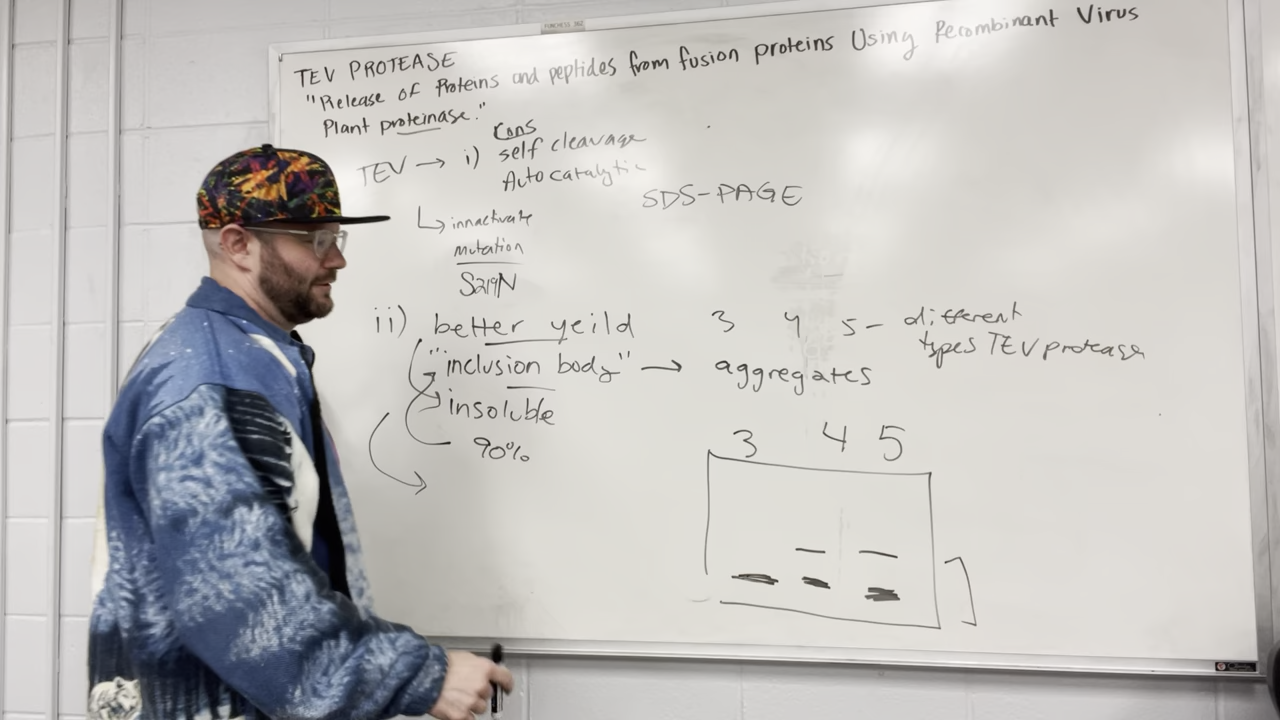 FUNCHESS 362
TEV PROTEASE
"Release of Proteins and peptides from fusion proteins Using Recombinant Virus
Plant proteinase."
Cons
TEV → i) self cleavage
Autocatalytic
SDS-PAGE
↳ innactivate
mutation
S219N
ii) better yeild
"inclusion body" → aggregates
insoluble
90%
3 4 5 - different
types TEV protease
3 4 5